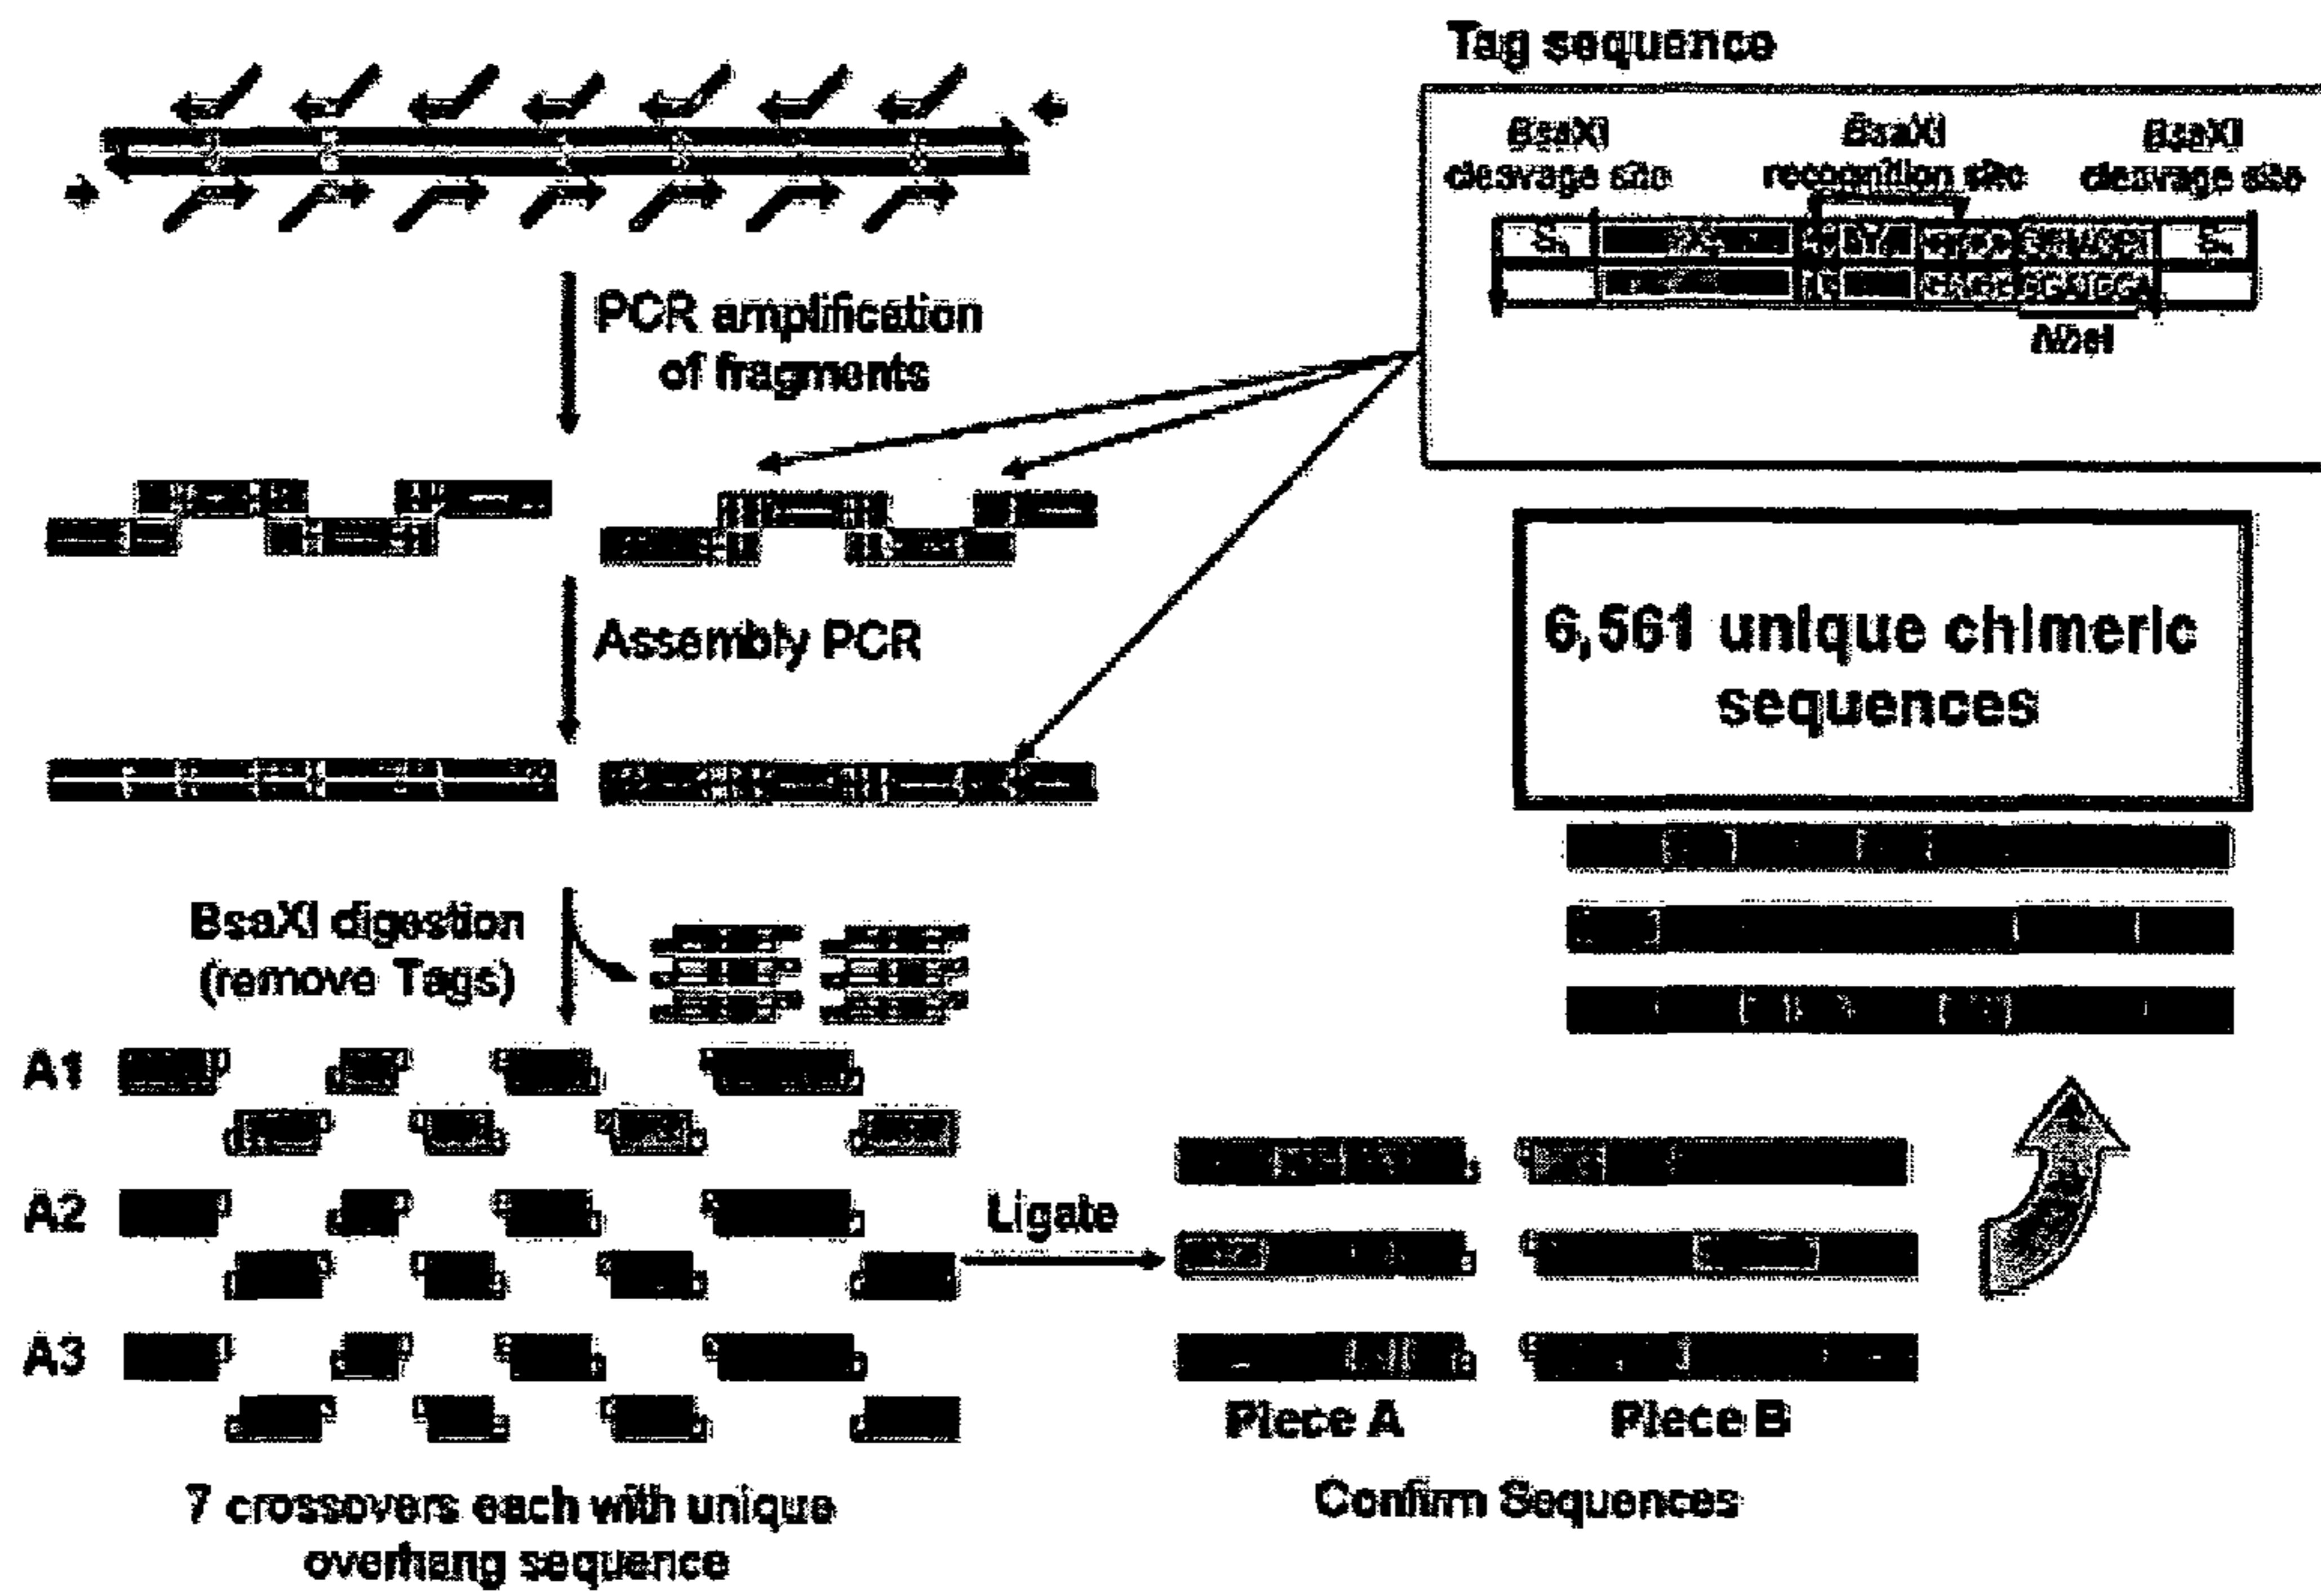 Tag sequence
BsaXI
cleavage site
BsaXI
recognition site
BsaXI
cleavage site
PCR amplification
of fragments
Assembly PCR
6,561 unique chimeric
sequences
BsaXI digestion
(remove Tags)
A1
A2
A3
Ligate
Piece A
Piece B
Confirm Sequences
7 crossovers each with unique
overhang sequence